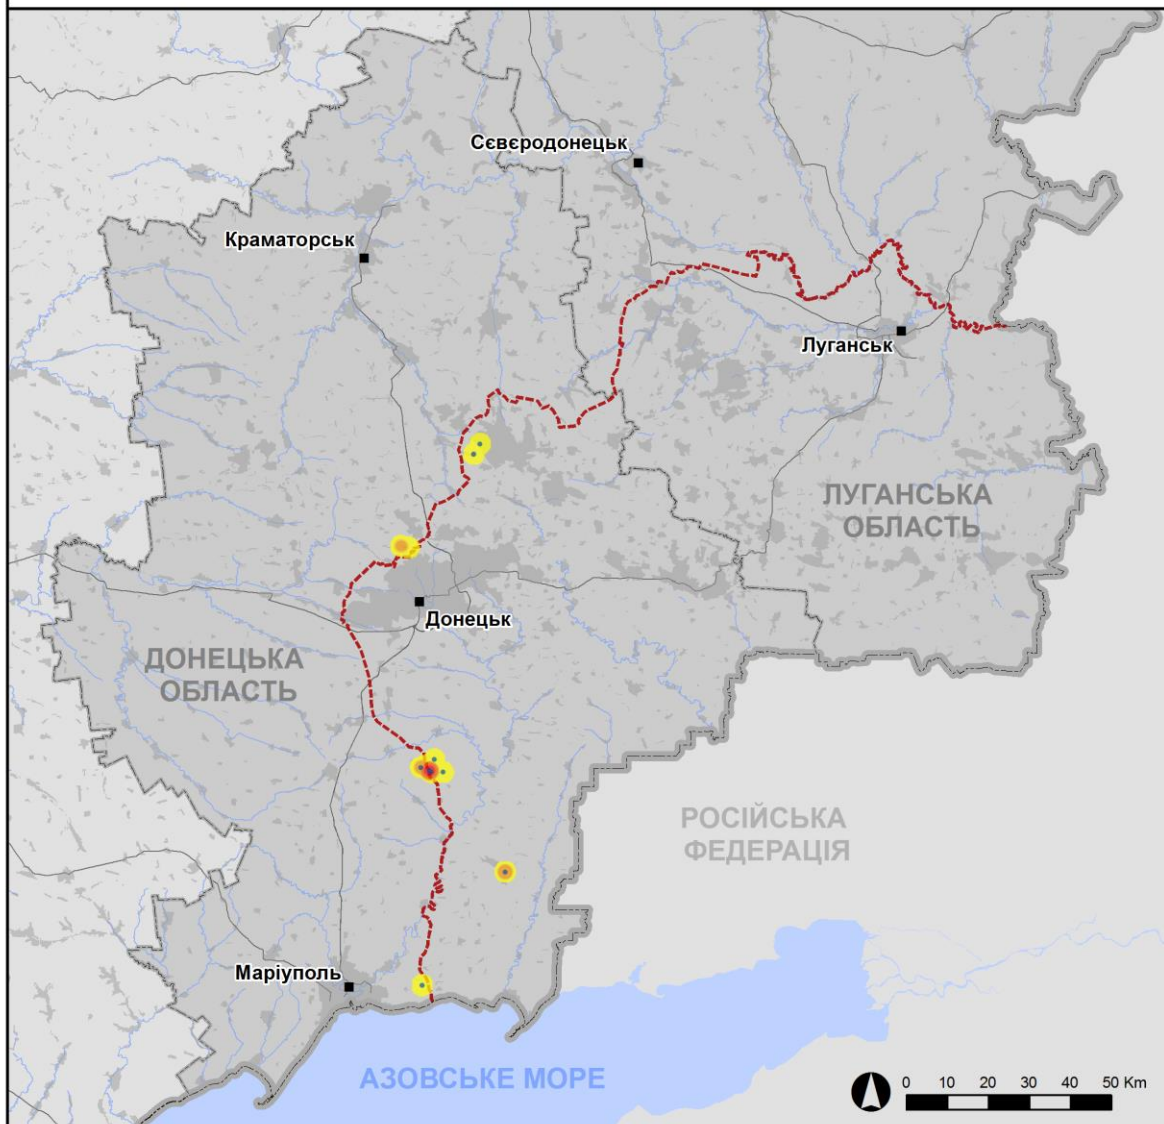 Сєвєродонецьк
Краматорськ
Луганськ
ЛУГАНСЬКА
ОБЛАСТЬ
Донецьк
ДОНЕЦЬКА
ОБЛАСТЬ
РОСІЙСЬКА
ФЕДЕРАЦІЯ
Маріуполь
АЗОВСЬКЕ МОРЕ
0 10 20 30 40 50 Km